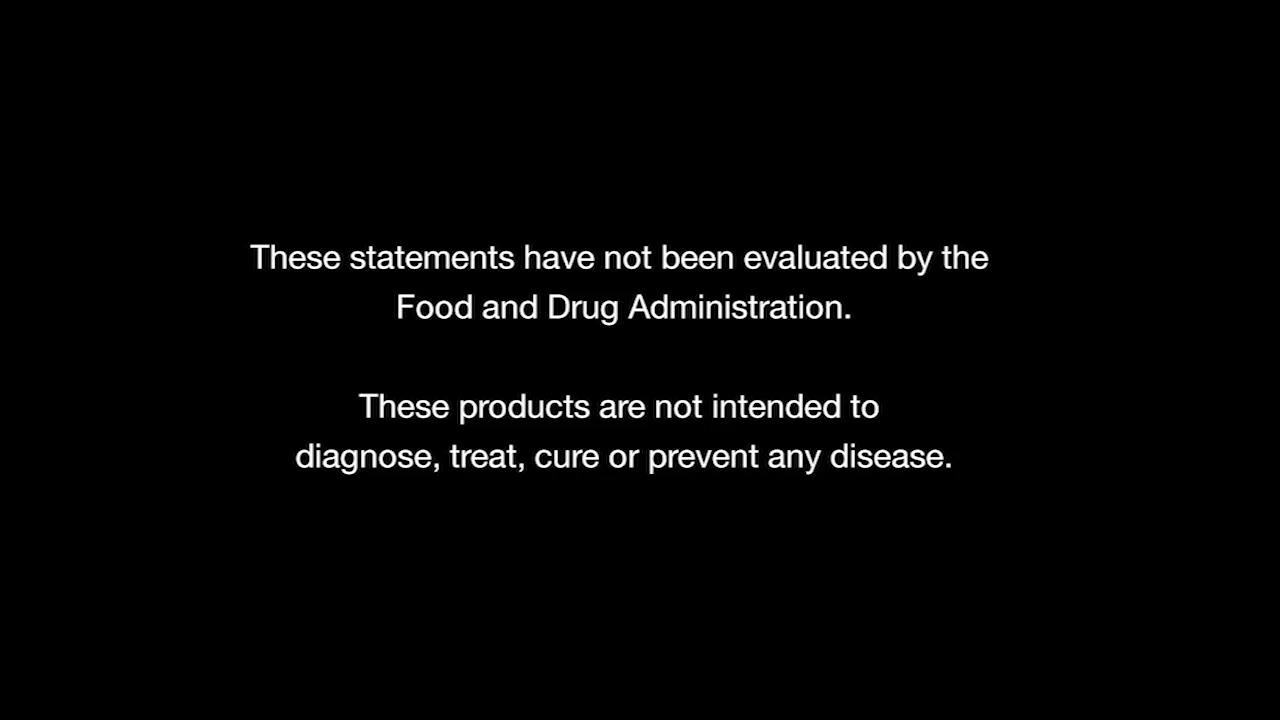 These statements have not been evaluated by the
Food and Drug Administration.
These products are not intended to
diagnose, treat, cure or prevent any disease.